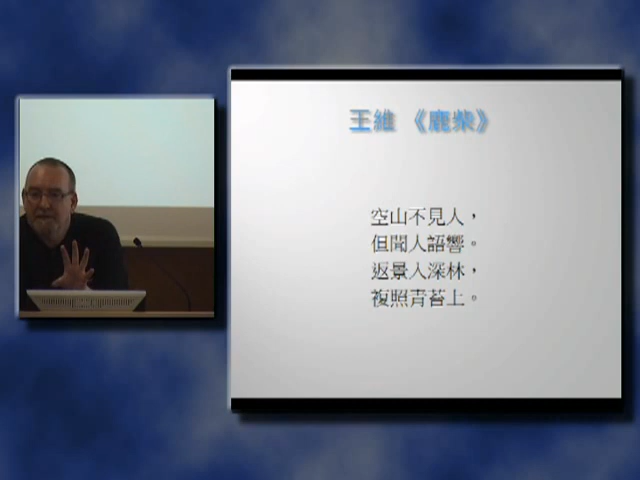 王維 《鹿柴》
空山不見人，
但聞人語響。
返景入深林，
複照青苔上。